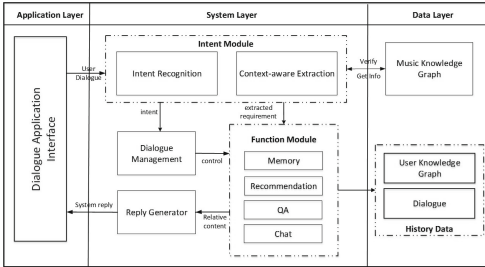 Application Layer
System Layer
Data Layer
Dialogue Application
Interface
User
Dialogue
Intent Module
Intent Recognition
Context-aware Extraction
Verify
Get Info
Music Knowledge
Graph
intent
extracted
requirement
Dialogue
Management
control
Function Module
Memory
Recommendation
QA
Chat
System reply
Reply Generator
Relative
content
User Knowledge
Graph
Dialogue
History Data